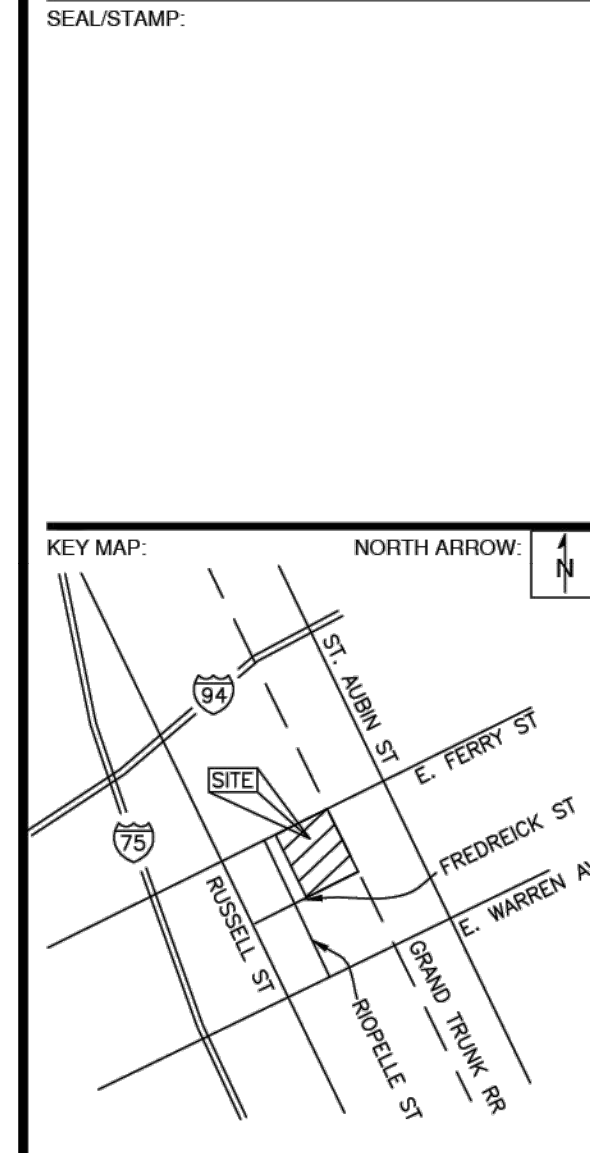 SEAL/STAMP:
KEY MAP:
NORTH ARROW:
N
94
ST. AUBIN ST
E. FERRY ST
SITE
75
FREDREICK ST
RUSSELL ST
E. WARREN AV
GRAND TRUNK RR
RIOPELLE ST